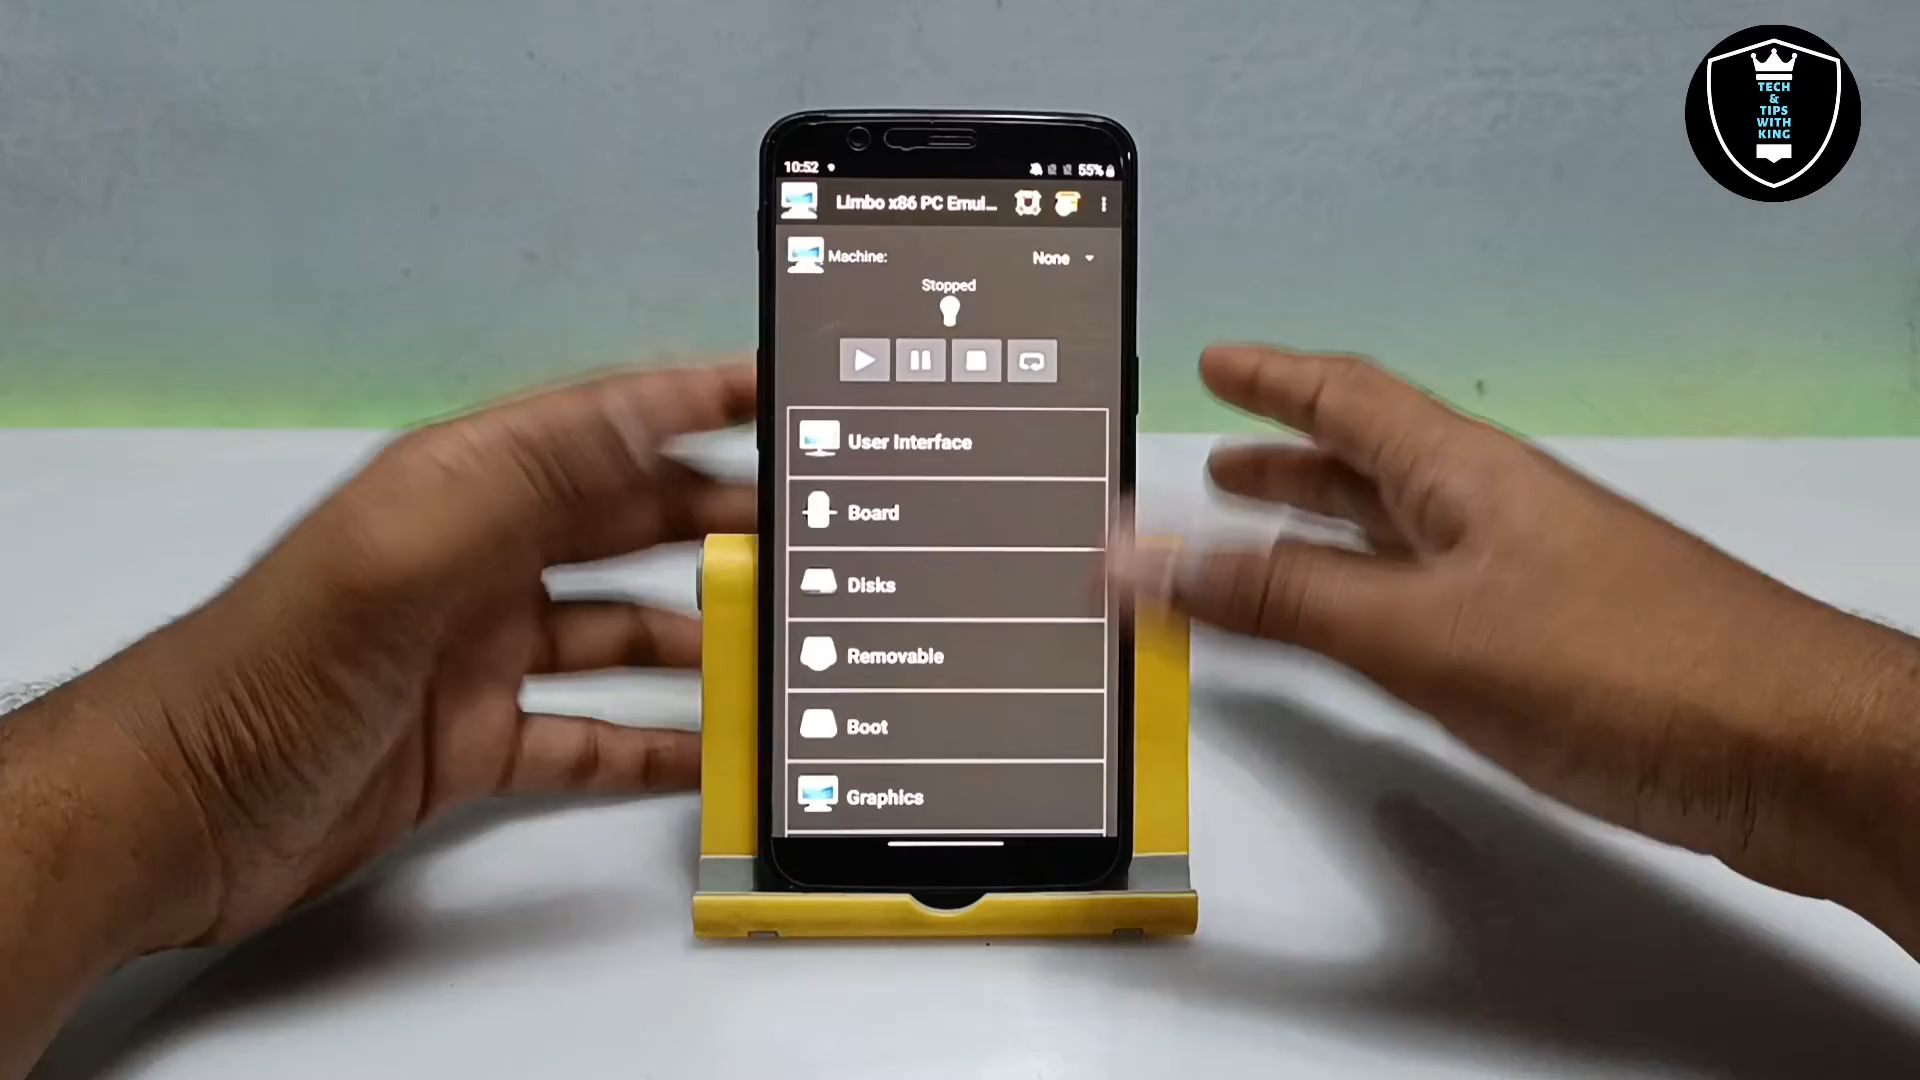 TECH
&
TIPS
WITH
KING
10:52 55%
Limbo x86 PC Emul...
Machine: None
Stopped
User Interface
Board
Disks
Removable
Boot
Graphics